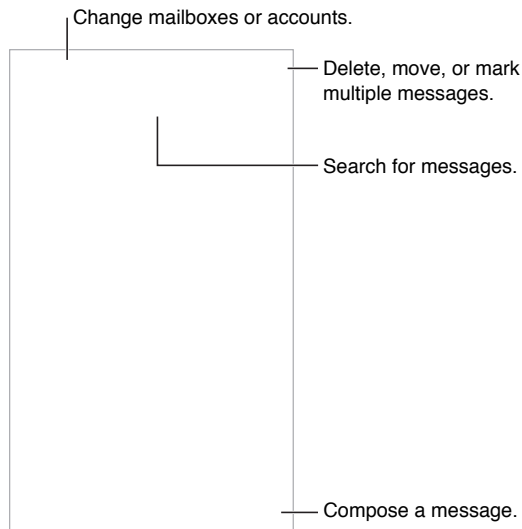 Change mailboxes or accounts.
Delete, move, or mark
multiple messages.
Search for messages.
Compose a message.